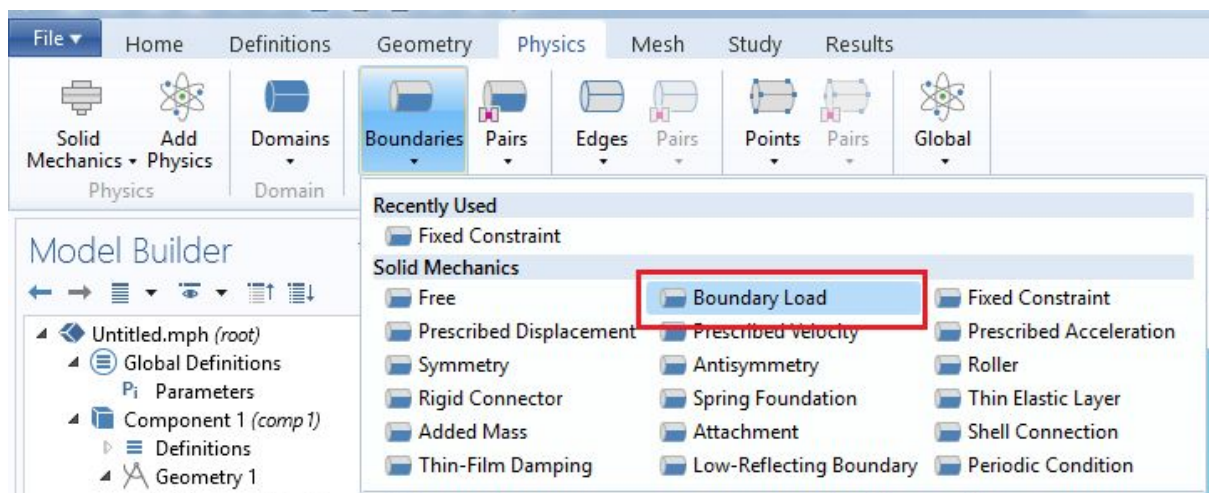 File Home Definitions Geometry Physics Mesh Study Results
Solid Mechanics Add Physics Domains Boundaries Pairs Edges Pairs Points Pairs Global
Physics Domain
Recently Used
Fixed Constraint
Solid Mechanics
Free Boundary Load Fixed Constraint
Prescribed Displacement Prescribed Velocity Prescribed Acceleration
Symmetry Antisymmetry Roller
Rigid Connector Spring Foundation Thin Elastic Layer
Added Mass Attachment Shell Connection
Thin-Film Damping Low-Reflecting Boundary Periodic Condition
Model Builder
Untitled.mph (root)
Global Definitions
Pi Parameters
Component 1 (comp1)
Definitions
Geometry 1